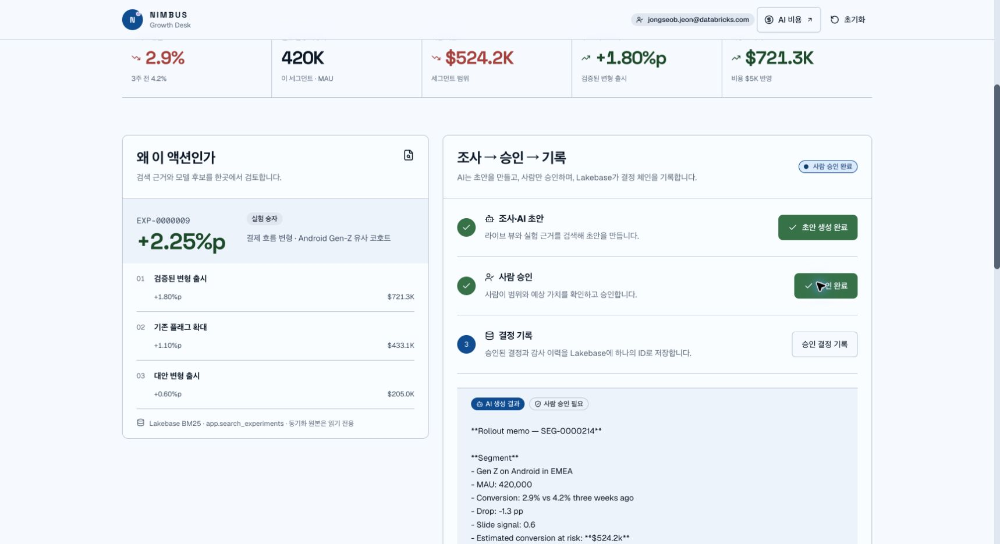 N
NIMBUS
Growth Desk
jongseob.jeon@databricks.com
AI 비용
초기화
2.9%
3주 전 4.2%
420K
이 세그먼트 · MAU
$524.2K
세그먼트 범위
+1.80%p
검증된 변형 출시
$721.3K
비용 $5K 반영
왜 이 액션인가
검색 근거와 모델 후보를 한곳에서 검토합니다.
EXP-0000009
+2.25%p
실험 승자
결제 흐름 변형 · Android Gen-Z 유사 코호트
01 검증된 변형 출시
+1.80%p $721.3K
02 기존 플래그 확대
+1.10%p $433.1K
03 대안 변형 출시
+0.60%p $205.0K
Lakebase BM25 · app.search_experiments · 동기화 원본은 읽기 전용
조사 → 승인 → 기록
AI는 초안을 만들고, 사람만 승인하며, Lakebase가 결정 체인을 기록합니다.
사람 승인 완료
조사·AI 초안
라이브 뷰와 실험 근거를 검색해 초안을 만듭니다.
초안 생성 완료
사람 승인
사람이 범위와 예상 가치를 확인하고 승인합니다.
인 완료
3
결정 기록
승인된 결정과 감사 이력을 Lakebase에 하나의 ID로 저장합니다.
승인 결정 기록
AI 생성 결과
사람 승인 필요
**Rollout memo — SEG-0000214**
**Segment**
- Gen Z on Android in EMEA
- MAU: 420,000
- Conversion: 2.9% vs 4.2% three weeks ago
- Drop: -1.3 pp
- Slide signal: 0.6
- Estimated conversion at risk: **$524.2k**